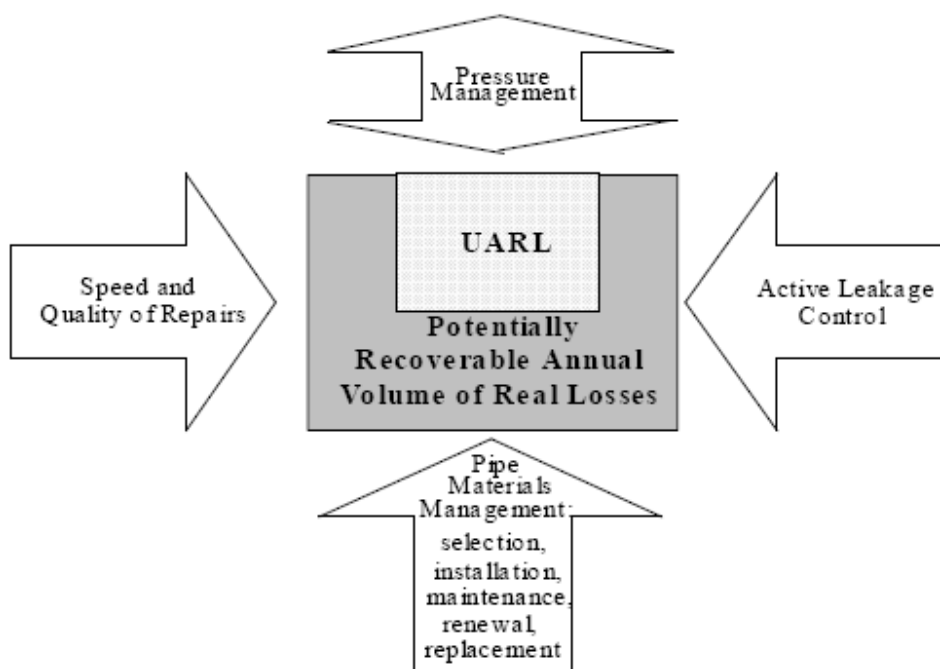 Pressure
Management
UARL
Speed and
Quality of Repairs
Active Leakage
Control
Potentially
Recoverable Annual
Volume of Real Losses
Pipe
Materials
Management:
selection,
installation,
maintenance,
renewal,
replacement